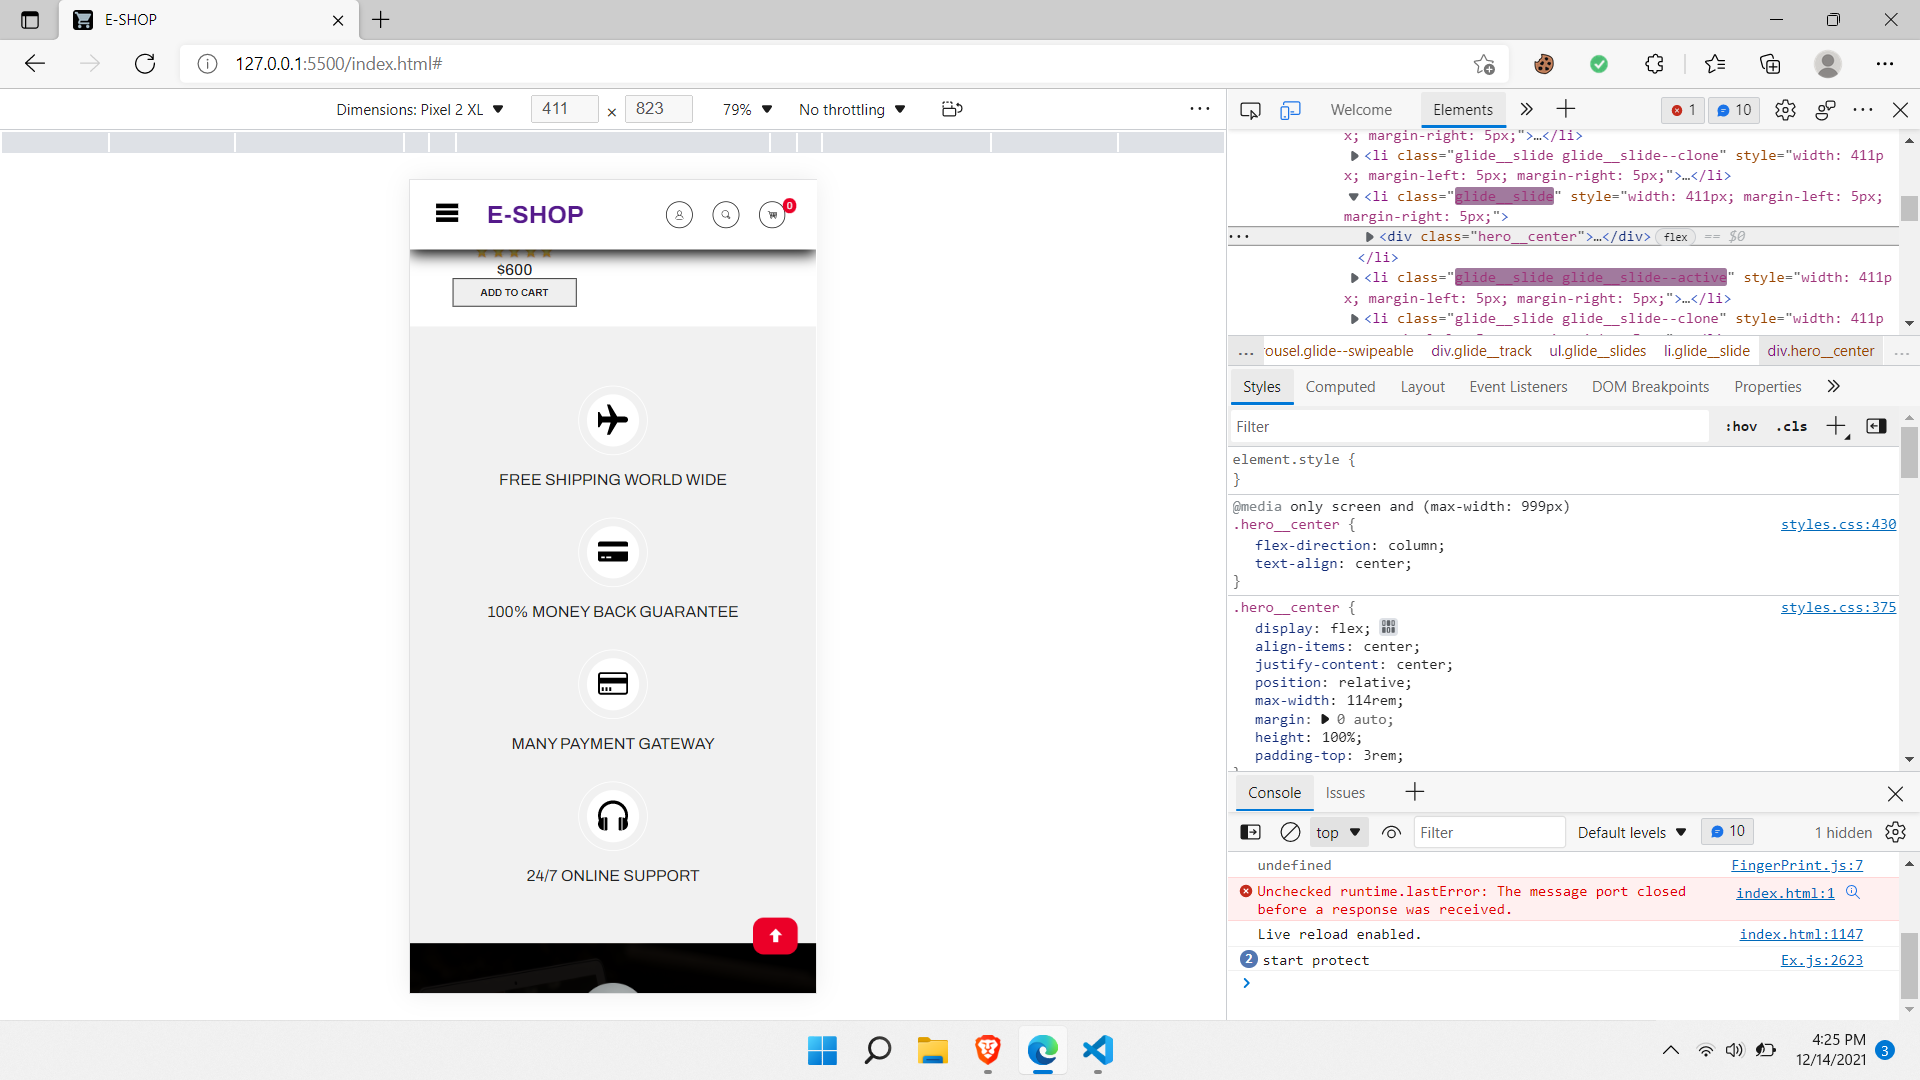 E-SHOP
127.0.0.1:5500/index.html#
Dimensions: Pixel 2 XL 411 × 823 79% No throttling
Welcome Elements 1 10
E-SHOP 0
$600
ADD TO CART
FREE SHIPPING WORLD WIDE
100% MONEY BACK GUARANTEE
MANY PAYMENT GATEWAY
24/7 ONLINE SUPPORT
x; margin-right: 5px;">…</li>
<li class="glide__slide glide__slide--clone" style="width: 411p
x; margin-left: 5px; margin-right: 5px;">…</li>
<li class="glide__slide" style="width: 411px; margin-left: 5px;
margin-right: 5px;">
<div class="hero__center">…</div> flex == $0
</li>
<li class="glide__slide glide__slide--active" style="width: 411p
x; margin-left: 5px; margin-right: 5px;">…</li>
<li class="glide__slide glide__slide--clone" style="width: 411p
… rousel.glide--swipeable div.glide__track ul.glide__slides li.glide__slide div.hero__center …
Styles Computed Layout Event Listeners DOM Breakpoints Properties
Filter :hov .cls
element.style {
}
@media only screen and (max-width: 999px)
.hero__center { styles.css:430
flex-direction: column;
text-align: center;
}
.hero__center { styles.css:375
display: flex;
align-items: center;
justify-content: center;
position: relative;
max-width: 114rem;
margin: 0 auto;
height: 100%;
padding-top: 3rem;
Console Issues
top Filter Default levels 10 1 hidden
undefined FingerPrint.js:7
Unchecked runtime.lastError: The message port closed index.html:1
before a response was received.
Live reload enabled. index.html:1147
2 start protect Ex.js:2623
4:25 PM
12/14/2021 3